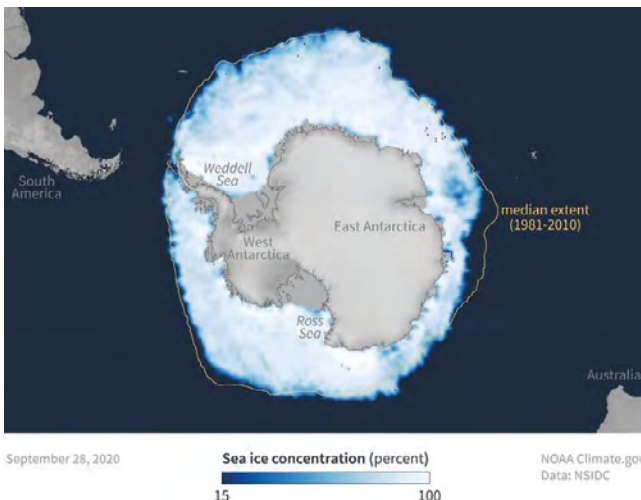 South
America
Weddell
Sea
West
Antarctica
East Antarctica
median extent
(1981-2010)
Ross
Sea
Australia
September 28, 2020
Sea ice concentration (percent)
15
100
NOAA Climate.gov
Data: NSIDC